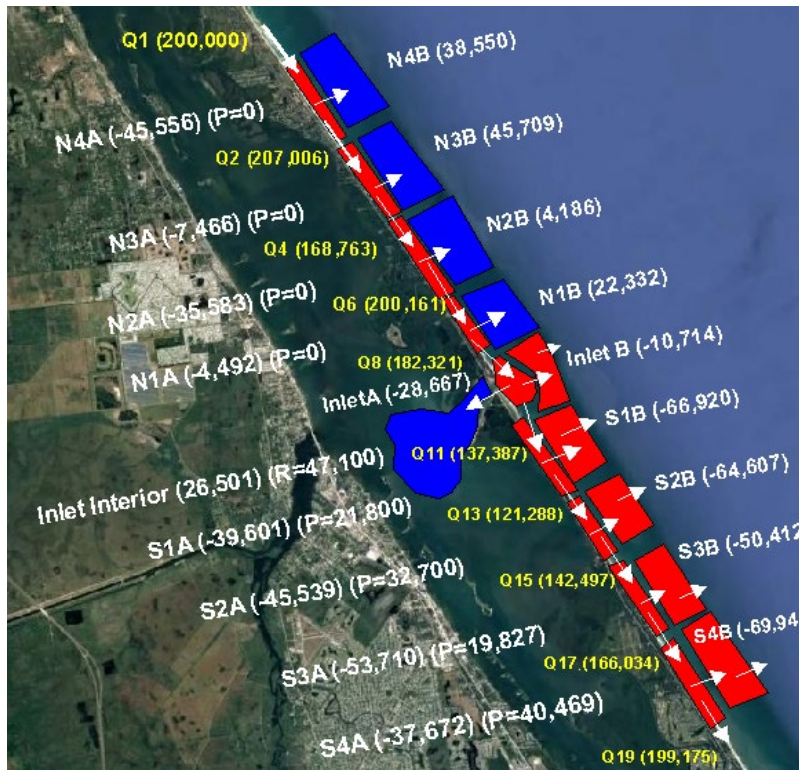 Q1 (200,000)
N4B (38,550)
N4A (-45,556) (P=0)
Q2 (207,006)
N3B (45,709)
N3A (-7,466) (P=0)
Q4 (168,763)
N2B (4,186)
N2A (-35,583) (P=0)
Q6 (200,161)
N1B (22,332)
N1A (-4,492) (P=0)
Q8 (182,321)
Inlet B (-10,714)
InletA (-28,667)
S1B (-66,920)
Q11 (137,387)
Inlet Interior (26,501) (R=47,100)
S2B (-64,607)
S1A (-39,601) (P=21,800)
Q13 (121,288)
S3B (-50,412
S2A (-45,539) (P=32,700)
Q15 (142,497)
S4B (-69,94
S3A (-53,710) (P=19,827)
Q17 (166,034)
S4A (-37,672) (P=40,469)
Q19 (199,175)